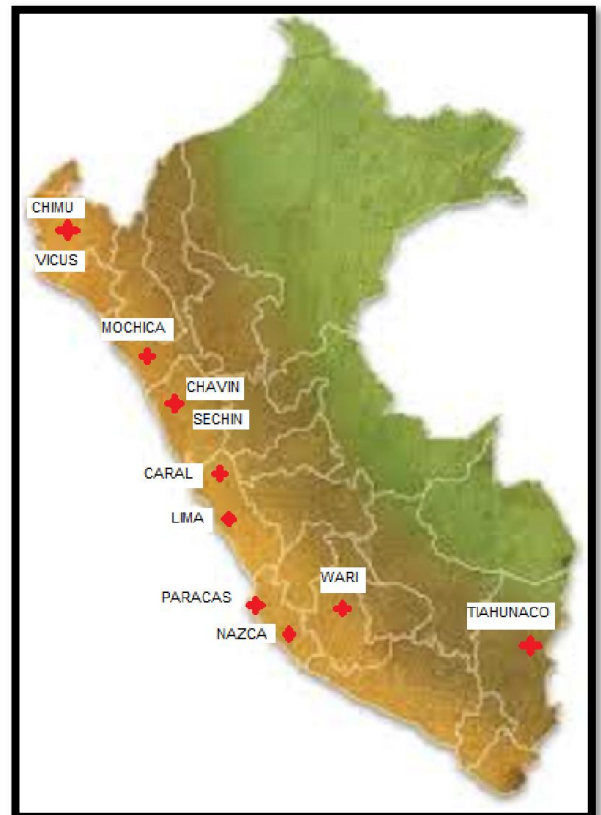 CHIMU
VICUS
MOCHICA
CHAVIN
SECHIN
CARAL
LIMA
WARI
PARACAS
TIAHUNACO
NAZCA